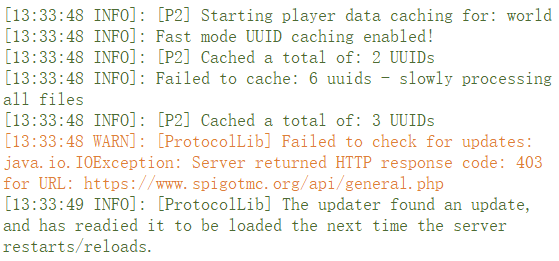 [13:33:48 INFO]: [P2] Starting player data caching for: world
[13:33:48 INFO]: Fast mode UUID caching enabled!
[13:33:48 INFO]: [P2] Cached a total of: 2 UUIDs
[13:33:48 INFO]: Failed to cache: 6 uuids - slowly processing
all files
[13:33:48 INFO]: [P2] Cached a total of: 3 UUIDs
[13:33:48 WARN]: [ProtocolLib] Failed to check for updates:
java.io.IOException: Server returned HTTP response code: 403
for URL: https://www.spigotmc.org/api/general.php
[13:33:49 INFO]: [ProtocolLib] The updater found an update,
and has readied it to be loaded the next time the server
restarts/reloads.